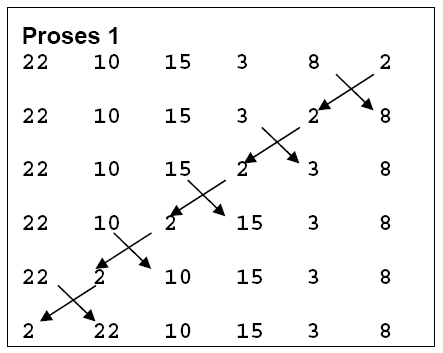 Proses 1
22 10 15 3 8 2
22 10 15 3 2 8
22 10 15 2 3 8
22 10 2 15 3 8
22 2 10 15 3 8
2 22 10 15 3 8